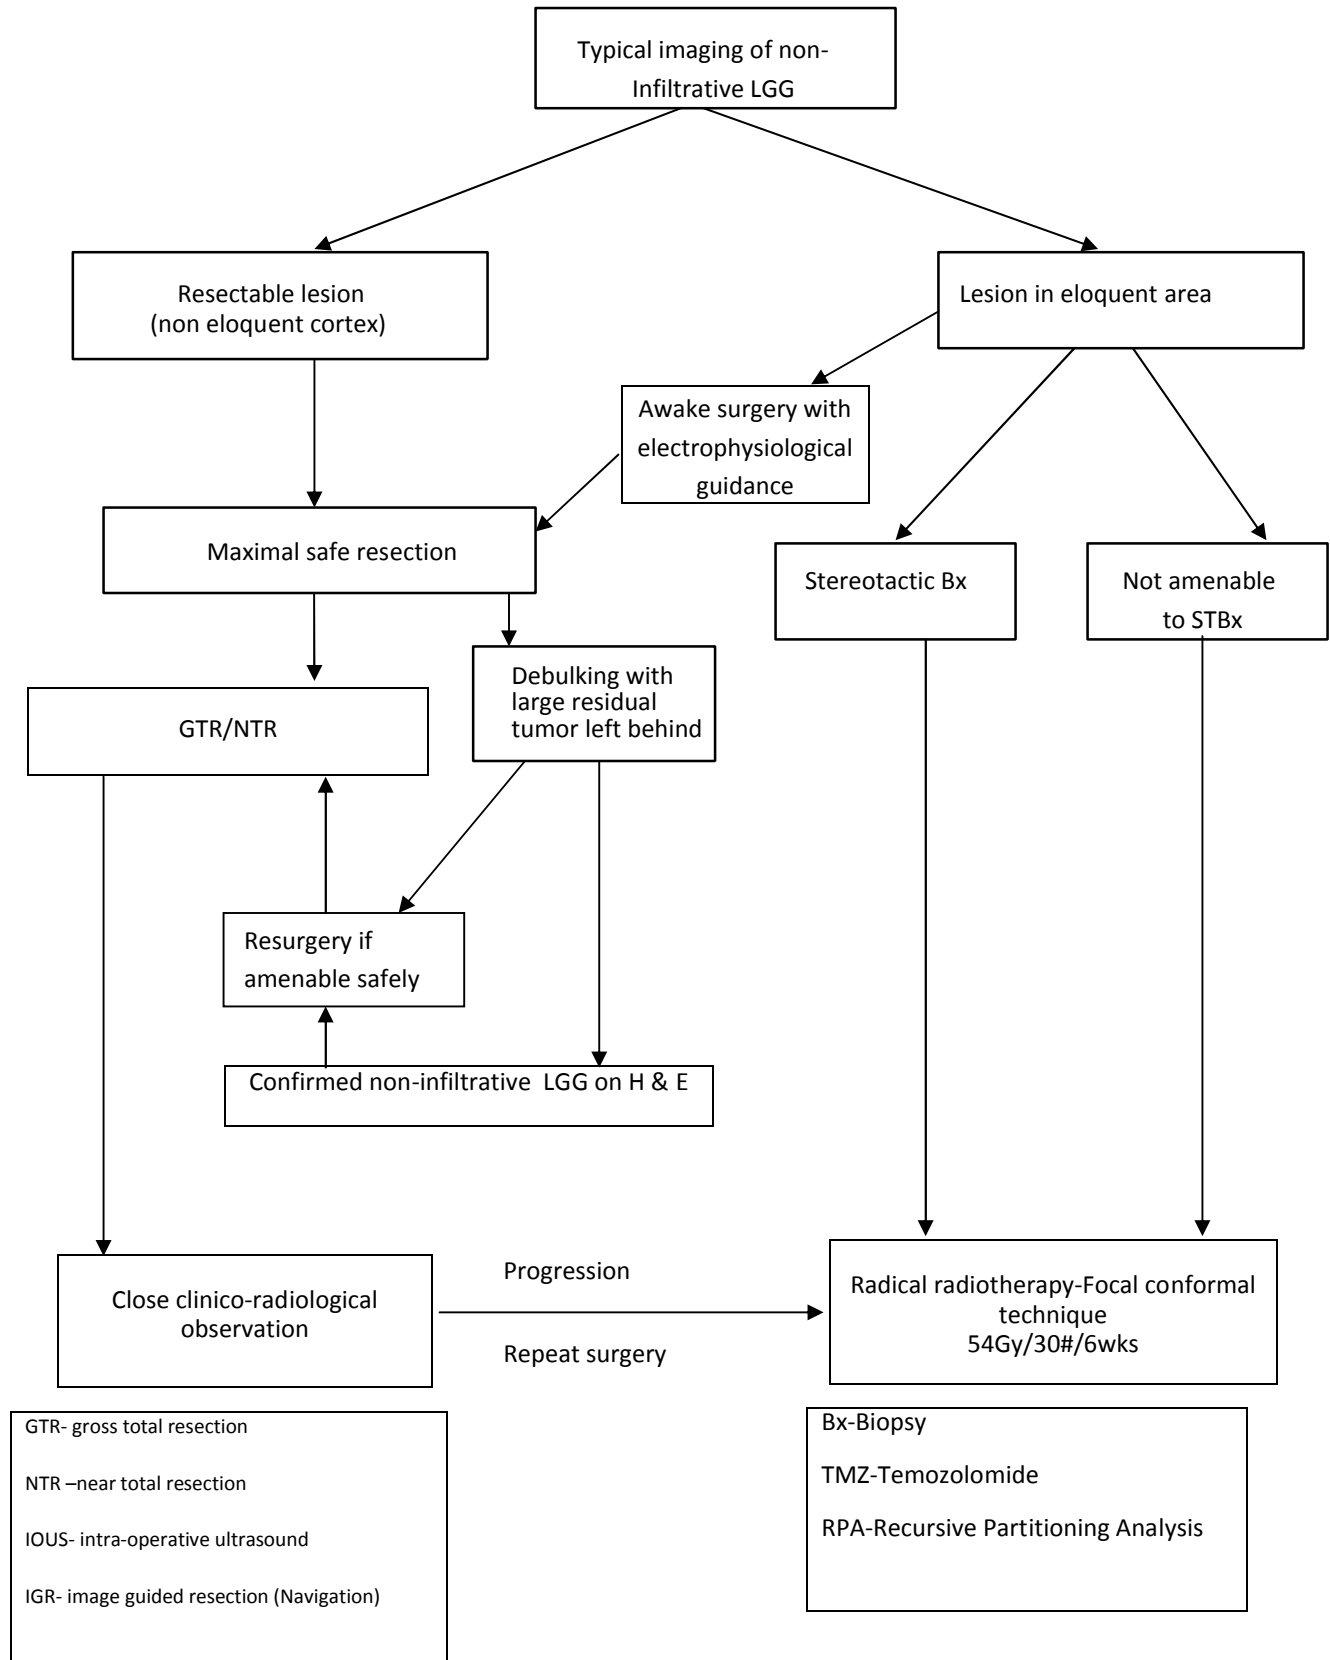 Typical imaging of non-
Infiltrative LGG
Resectable lesion
(non eloquent cortex)
Lesion in eloquent area
Awake surgery with
electrophysiological
guidance
Maximal safe resection
Stereotactic Bx
Not amenable
to STBx
Debulking with
large residual
tumor left behind
GTR/NTR
Resurgery if
amenable safely
Confirmed non-infiltrative LGG on H & E
Close clinico-radiological
observation
Progression
Repeat surgery
Radical radiotherapy-Focal conformal
technique
54Gy/30#/6wks
GTR- gross total resection
NTR –near total resection
IOUS- intra-operative ultrasound
IGR- image guided resection (Navigation)
Bx-Biopsy
TMZ-Temozolomide
RPA-Recursive Partitioning Analysis